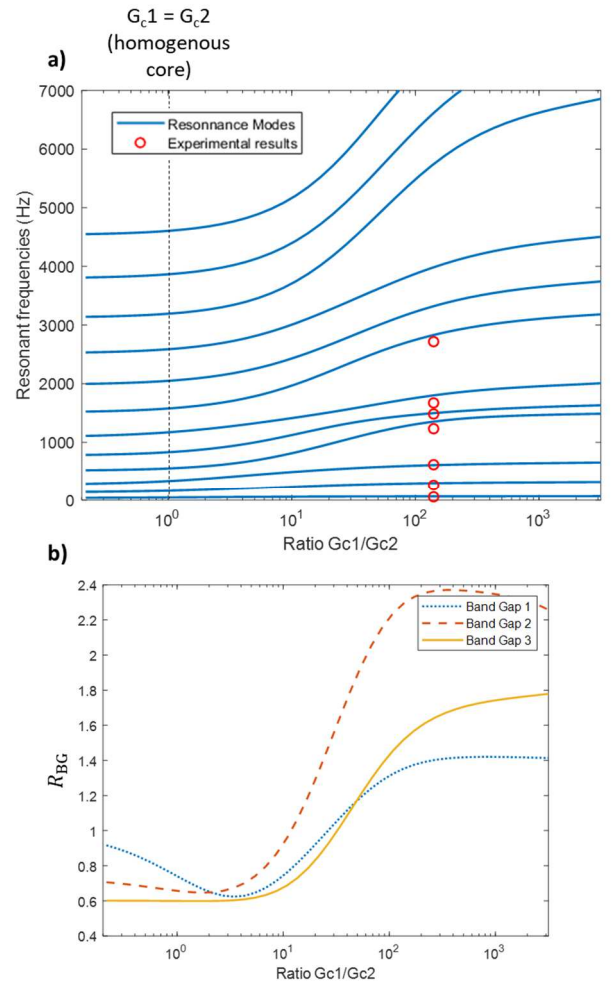 G_c1 = G_c2
(homogenous
core)
a)
7000
6000
5000
4000
3000
2000
1000
0
Resonant frequencies (Hz)
Resonnance Modes
Experimental results
10^0
10^1
10^2
10^3
Ratio Gc1/Gc2
b)
2.4
2.2
2
1.8
1.6
1.4
1.2
1
0.8
0.6
0.4
R_BG
Band Gap 1
Band Gap 2
Band Gap 3
10^0
10^1
10^2
10^3
Ratio Gc1/Gc2